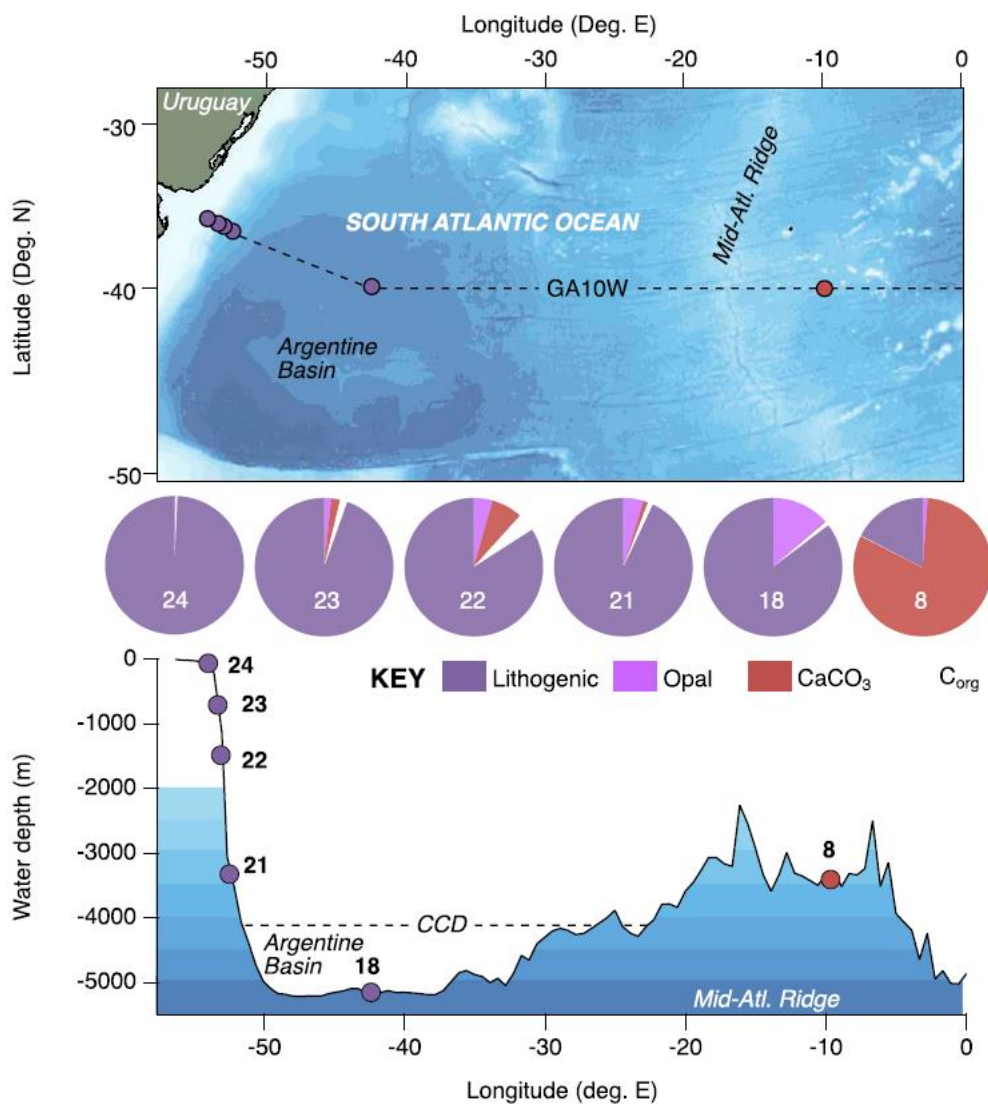 Longitude (Deg. E)
-50 -40 -30 -20 -10 0
Uruguay
-30
Mid-Atl. Ridge
SOUTH ATLANTIC OCEAN
Latitude (Deg. N)
-40
GA10W
Argentine
Basin
-50
24 23 22 21 18 8
0
24
KEY Lithogenic Opal CaCO₃ C_org
23
-1000
22
Water depth (m)
-2000
-3000
21
8
-4000
CCD
Argentine
Basin
18
-5000
Mid-Atl. Ridge
-50 -40 -30 -20 -10 0
Longitude (deg. E)